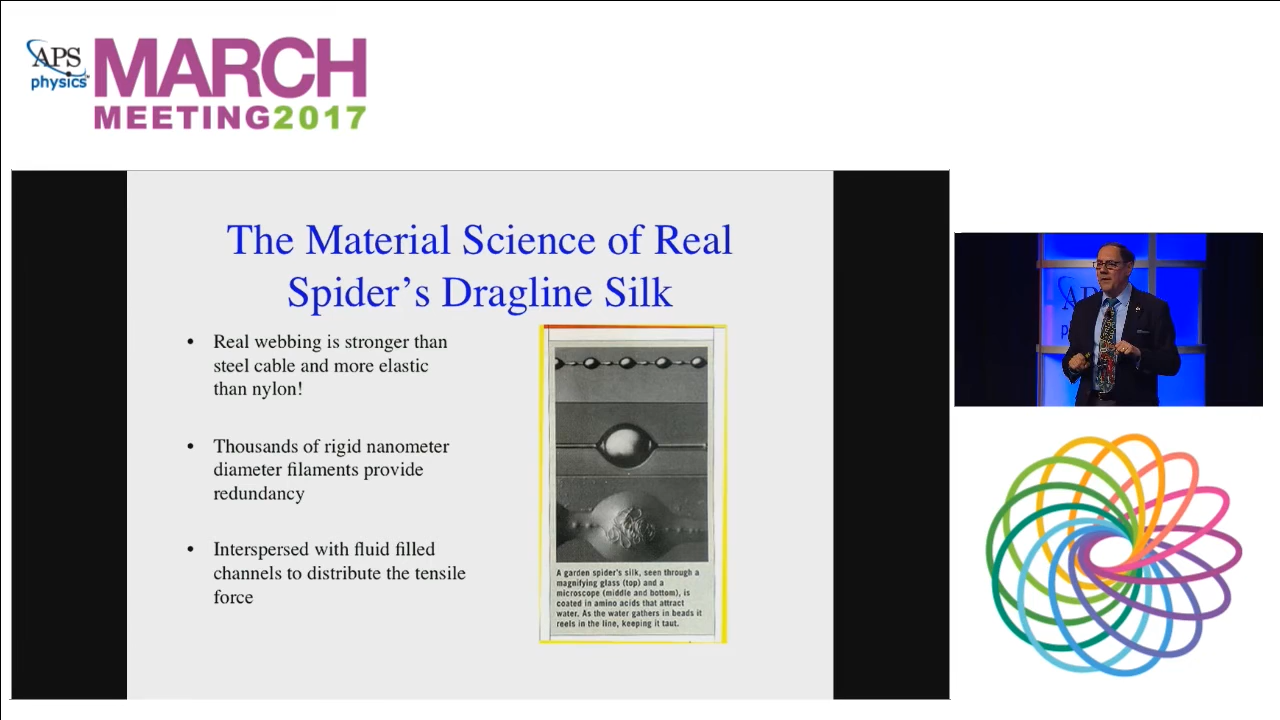 APS
physics
MARCH
MEETING2017
The Material Science of Real
Spider's Dragline Silk
• Real webbing is stronger than
steel cable and more elastic
than nylon!
• Thousands of rigid nanometer
diameter filaments provide
redundancy
• Interspersed with fluid filled
channels to distribute the tensile
force
A garden spider's silk, seen through a
magnifying glass (top) and a
microscope (middle and bottom), is
coated in amino acids that attract
water. As the water gathers in beads it
reels in the line, keeping it taut.